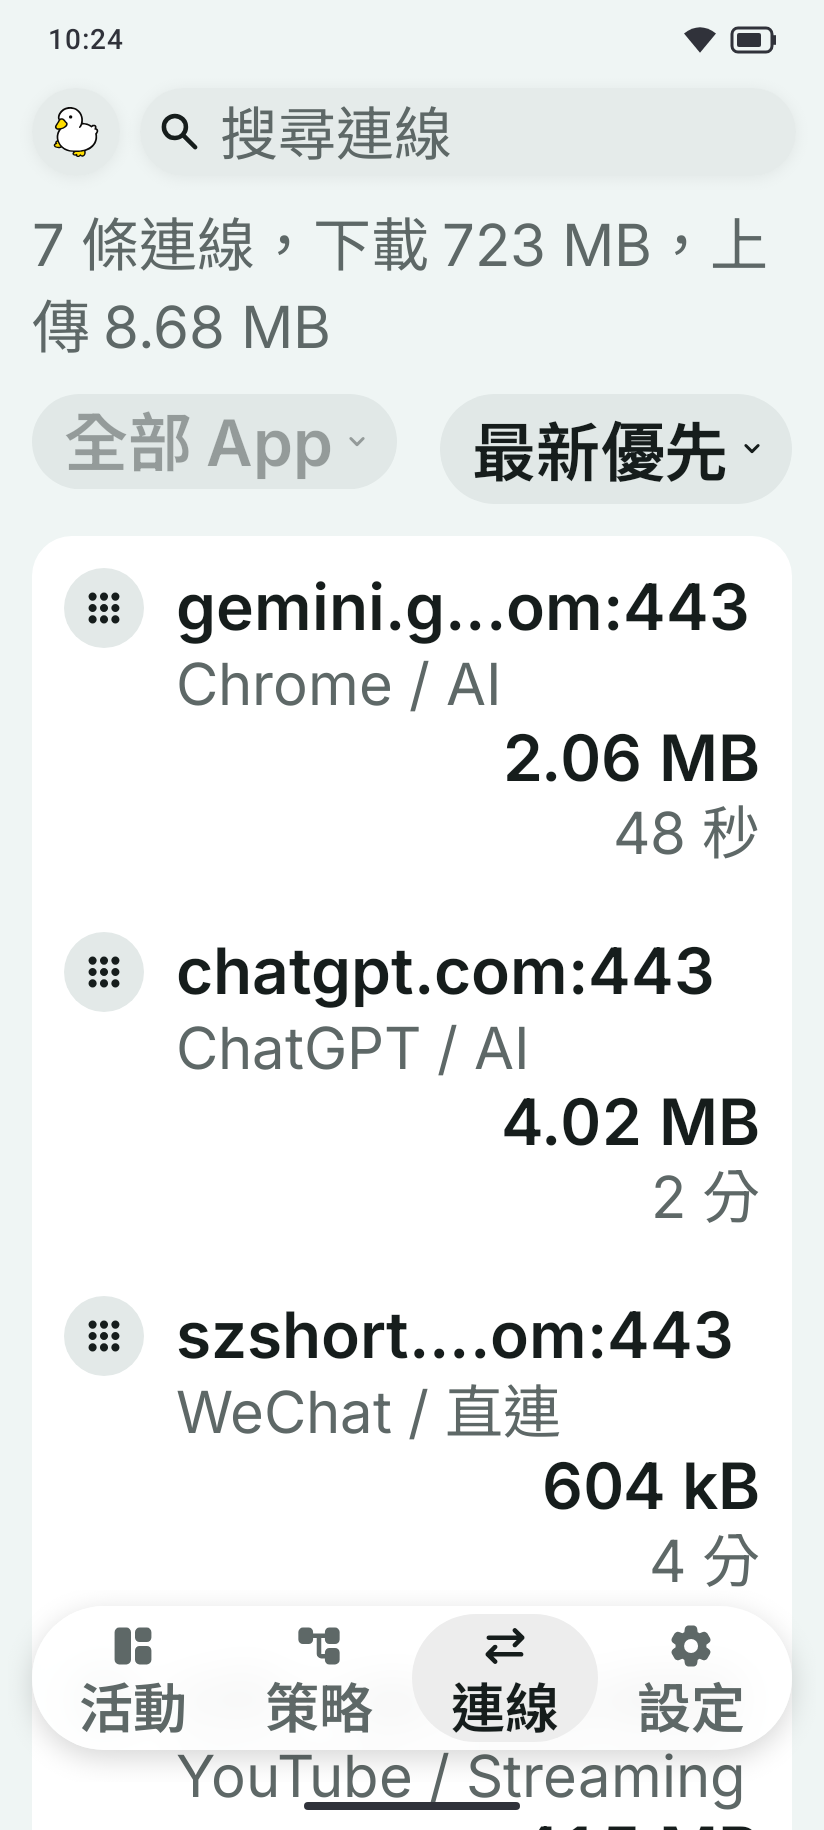 10:24
搜尋連線
7 條連線，下載 723 MB，上
傳 8.68 MB
全部 App
最新優先
gemini.g...om:443
Chrome / AI
2.06 MB
48 秒
chatgpt.com:443
ChatGPT / AI
4.02 MB
2 分
szshort....om:443
WeChat / 直連
604 kB
4 分
活動
策略
連線
設定
YouTube / Streaming